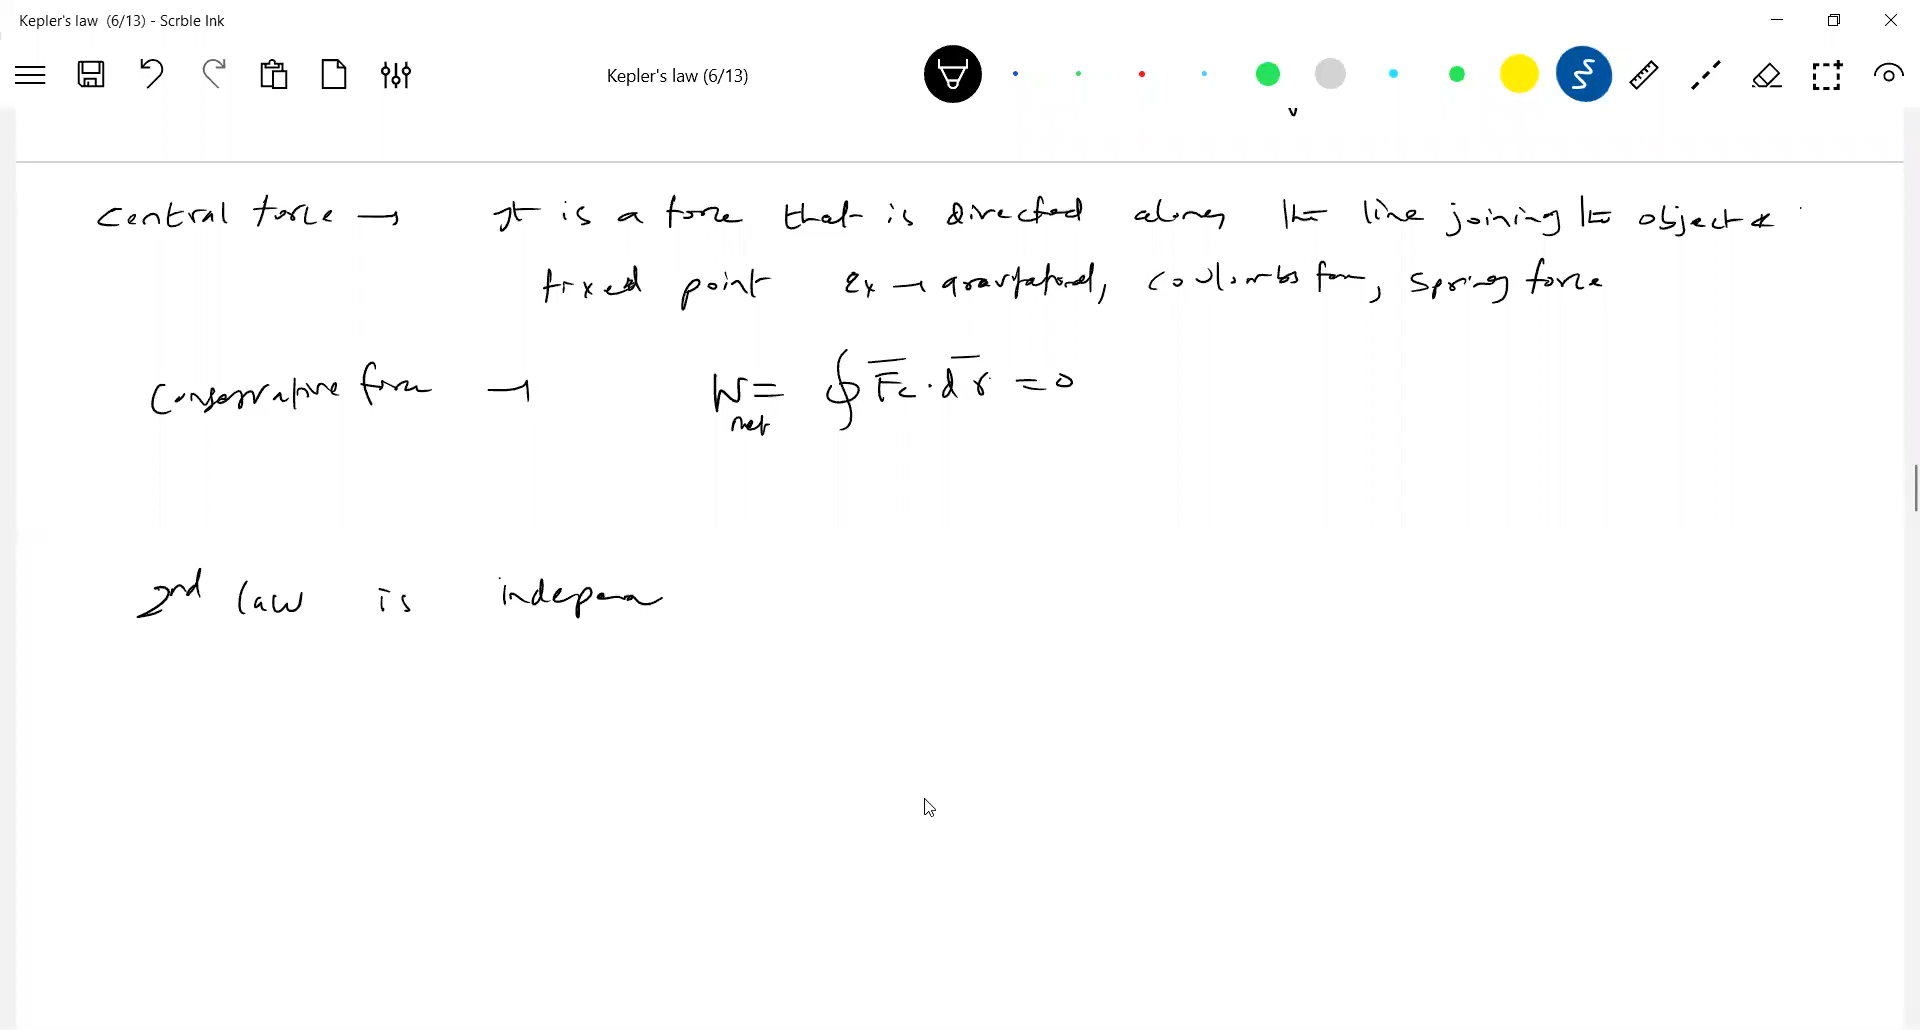 Kepler's law (6/13) - Scrble Ink
Kepler's law (6/13)
Central force → It is a force that is directed along the line joining the object &
fixed point Ex → gravitational, Coulombs force, Spring force
Conservative force → W_net = ∮ F̅c · d̅r = 0
2nd law is indepen